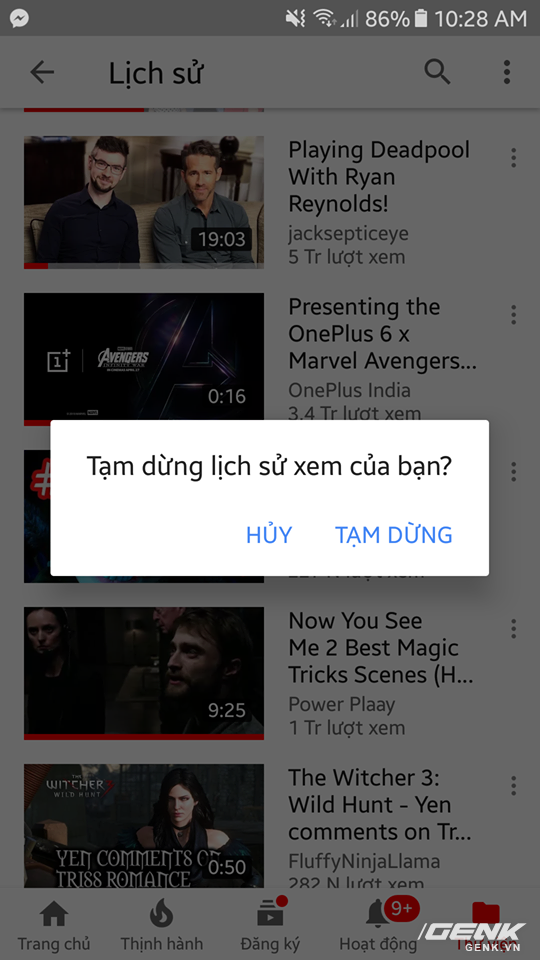 86% 10:28 AM
Lịch sử
19:03
Playing Deadpool
With Ryan
Reynolds!
jacksepticeye
5 Tr lượt xem
1+
AVENGERS
INFINITY WAR
MARVEL
0:16
Presenting the
OnePlus 6 x
Marvel Avengers...
OnePlus India
3,4 Tr lượt xem
Tạm dừng lịch sử xem của bạn?
HỦY TẠM DỪNG
9:25
Now You See
Me 2 Best Magic
Tricks Scenes (H...
Power Plaay
1 Tr lượt xem
THE
WITCHER
WILD HUNT
YEN COMMENTS ON
TRISS ROMANCE
0:50
The Witcher 3:
Wild Hunt - Yen
comments on Tr...
FluffyNinjaLlama
282 N lượt xem
9+
Trang chủ Thịnh hành Đăng ký Hoạt động
GENK
GENK.VN